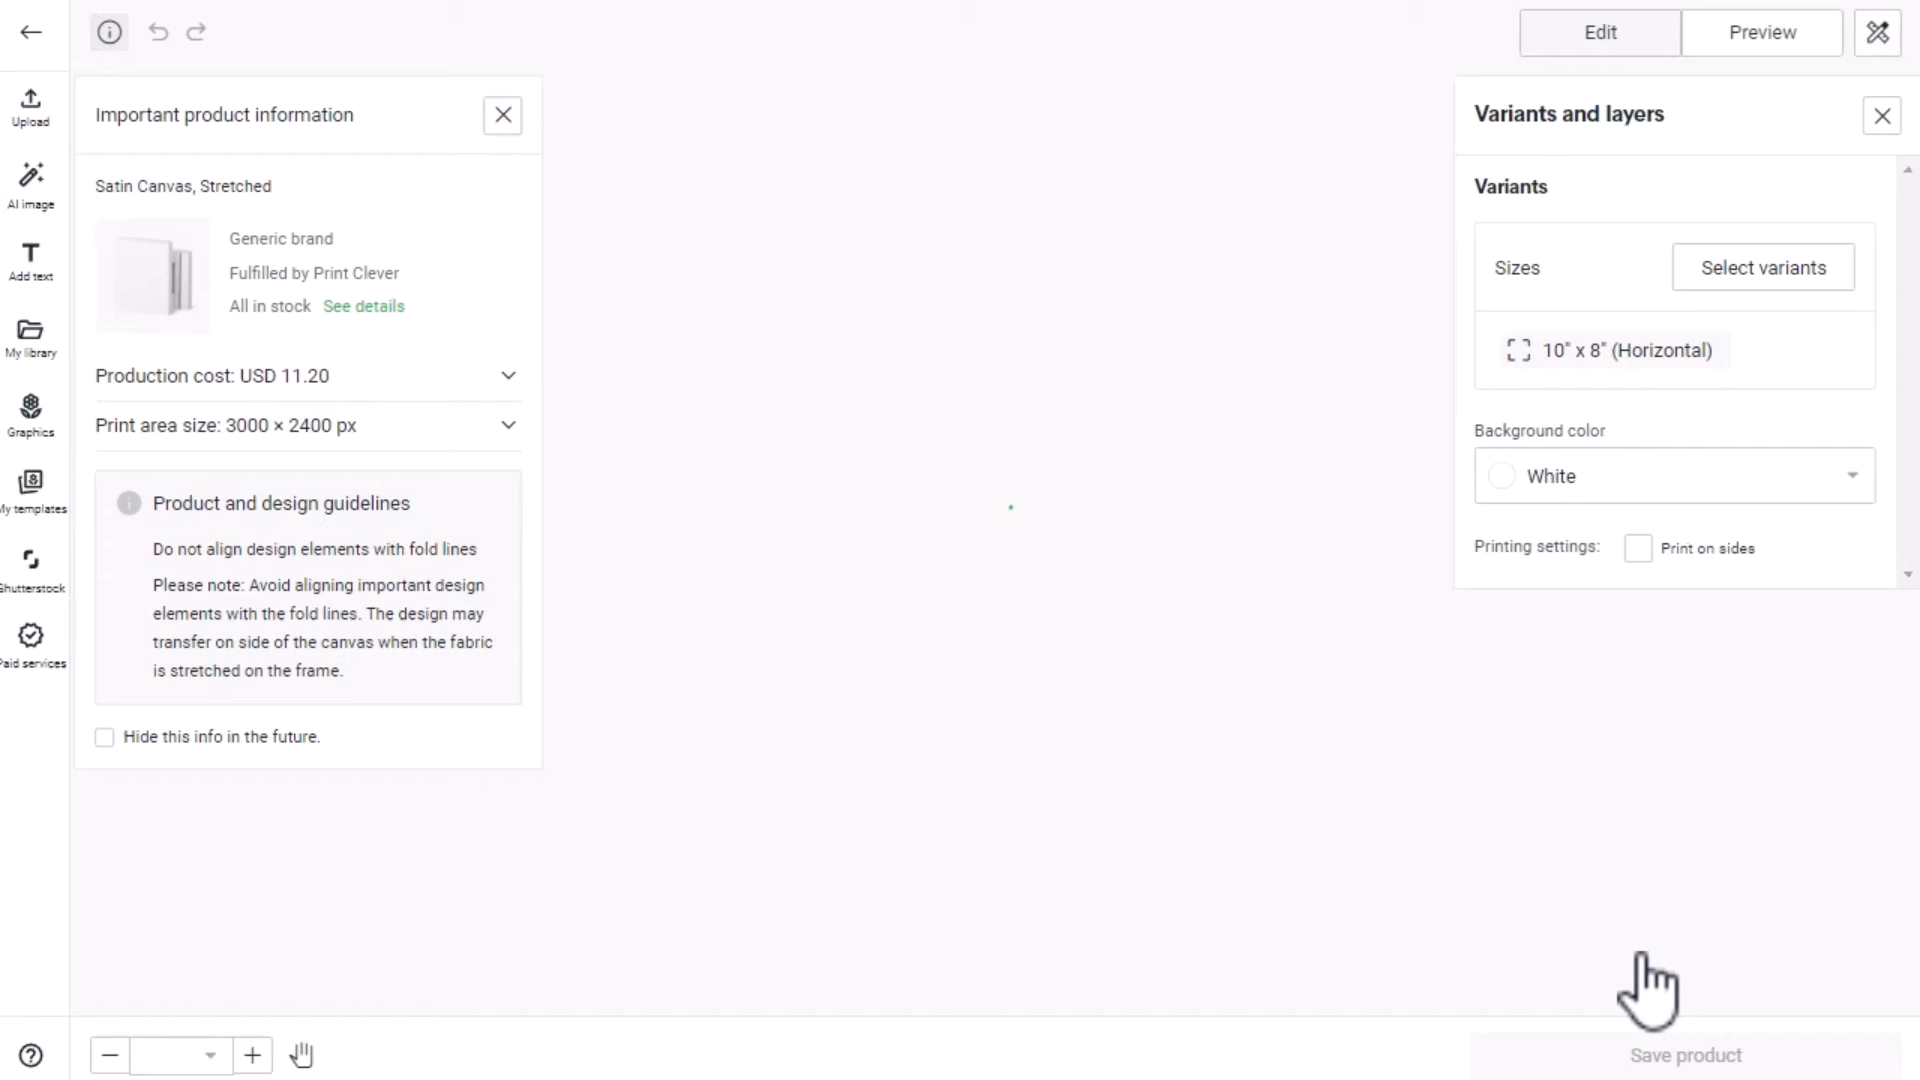 Edit
Preview
Upload
AI image
Add text
My library
Graphics
My templates
Shutterstock
Paid services
Important product information
Satin Canvas, Stretched
Generic brand
Fulfilled by Print Clever
All in stock See details
Production cost: USD 11.20
Print area size: 3000 × 2400 px
Product and design guidelines
Do not align design elements with fold lines
Please note: Avoid aligning important design
elements with the fold lines. The design may
transfer on side of the canvas when the fabric
is stretched on the frame.
Hide this info in the future.
Variants and layers
Variants
Sizes
Select variants
10" x 8" (Horizontal)
Background color
White
Printing settings: Print on sides
Save product